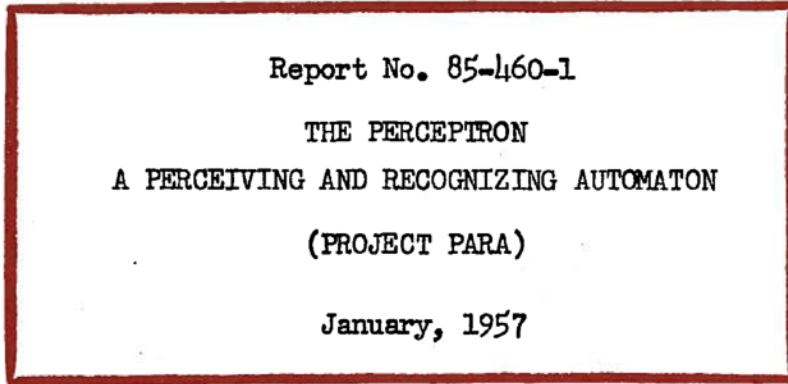 Report No. 85-460-1
THE PERCEPTRON
A PERCEIVING AND RECOGNIZING AUTOMATON
(PROJECT PARA)
January, 1957